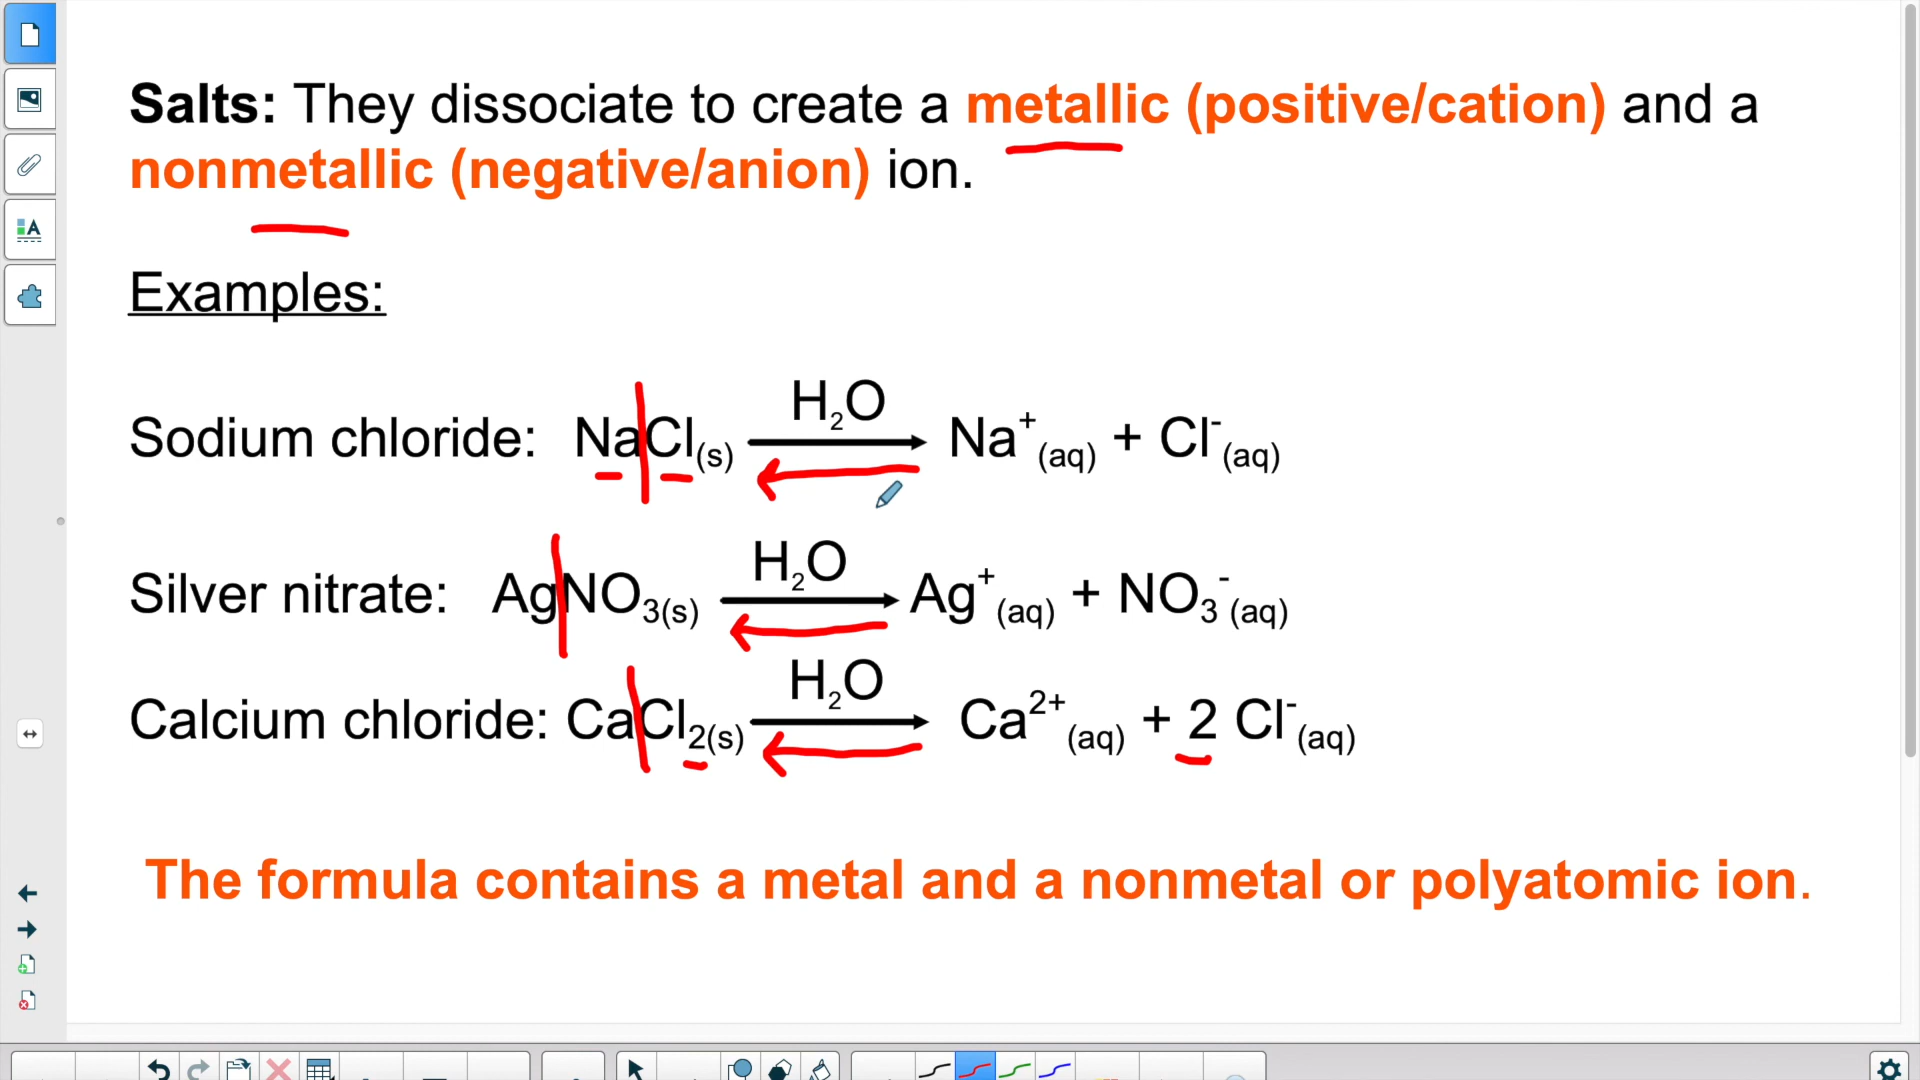 Salts: They dissociate to create a metallic (positive/cation) and a
nonmetallic (negative/anion) ion.
Examples:
Sodium chloride: NaCl(s) H₂O Na⁺(aq) + Cl⁻(aq)
Silver nitrate: AgNO₃(s) H₂O Ag⁺(aq) + NO₃⁻(aq)
Calcium chloride: CaCl₂(s) H₂O Ca²⁺(aq) + 2 Cl⁻(aq)
The formula contains a metal and a nonmetal or polyatomic ion.